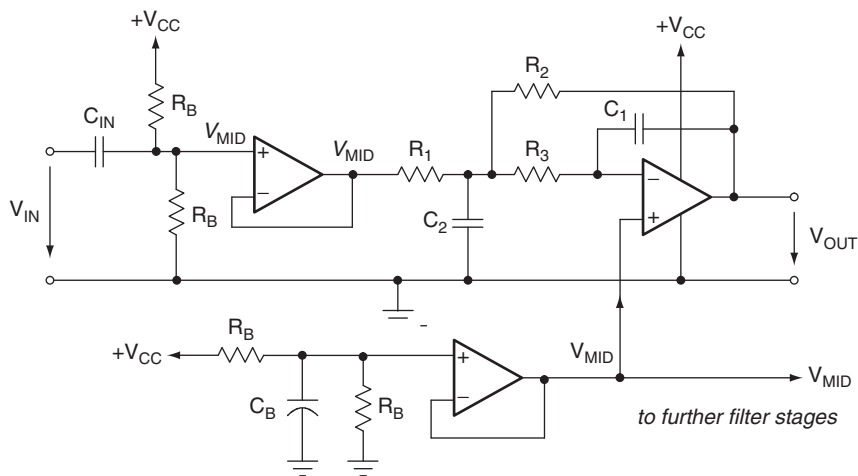 +V_CC
+V_CC
R_2
C_1
R_B
C_IN
V_MID
V_MID
R_1
R_3
+
−
−
+
V_IN
R_B
C_2
V_OUT
-
R_B
+V_CC
+
−
V_MID
V_MID
C_B
R_B
to further filter stages